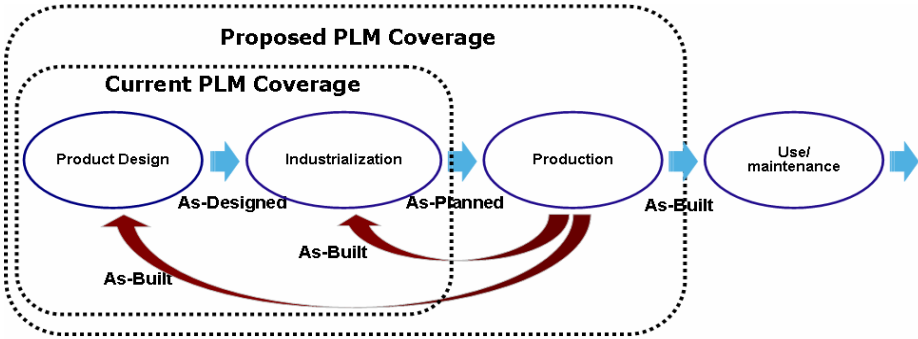 Proposed PLM Coverage
Current PLM Coverage
Product Design
Industrialization
Production
Use/
maintenance
As-Designed
As-Planned
As-Built
As-Built
As-Built